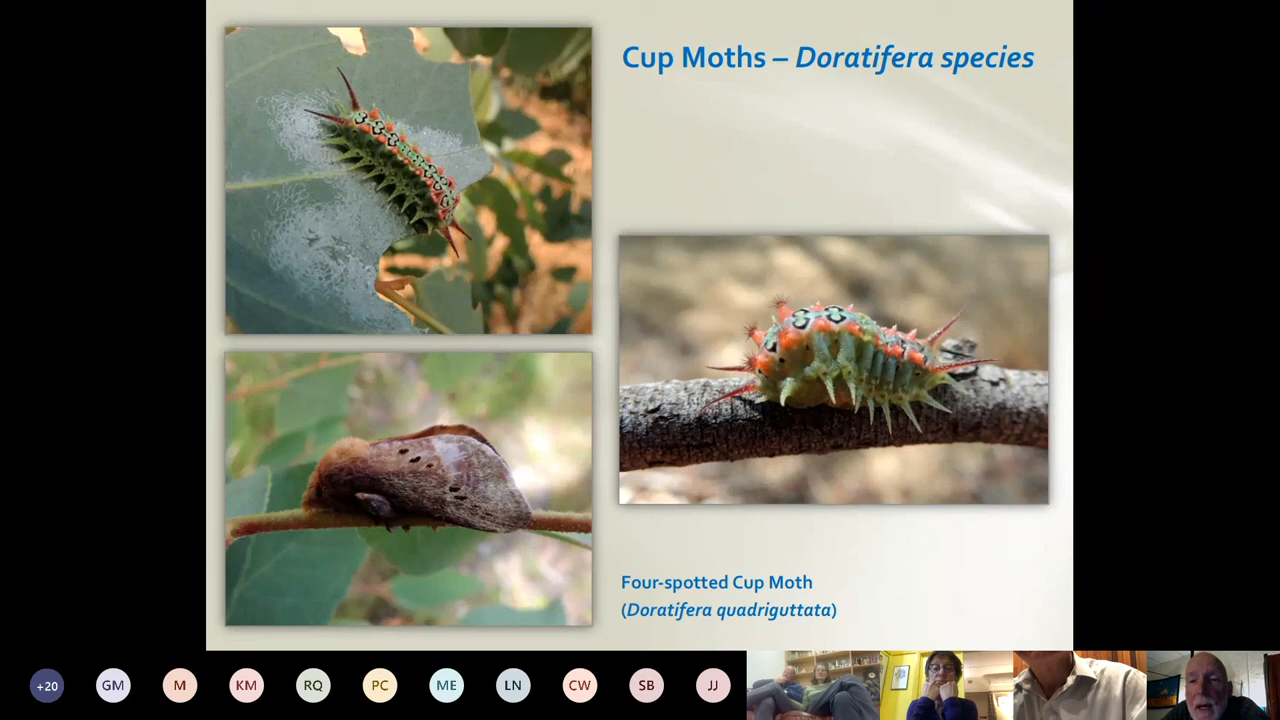 Cup Moths – Doratifera species
Four-spotted Cup Moth
(Doratifera quadriguttata)
+20
GM
M
KM
RQ
PC
ME
LN
CW
SB
JJ